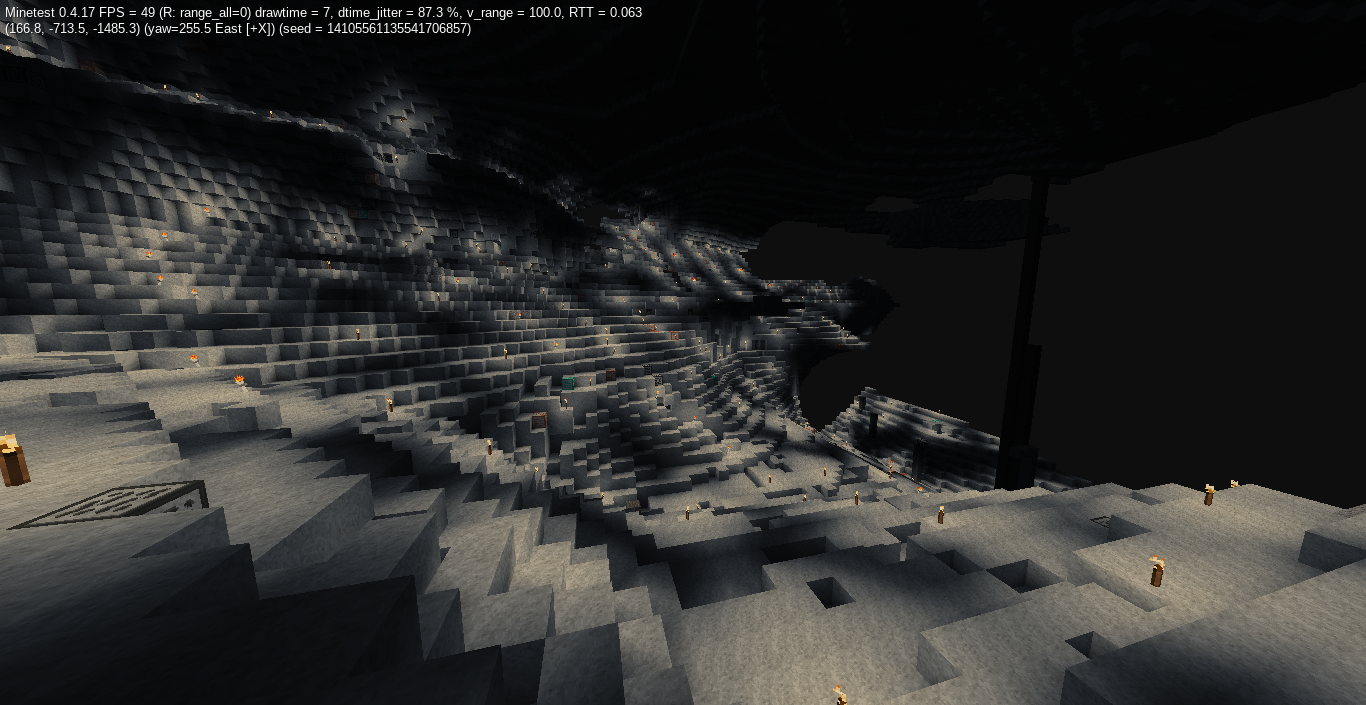 Minetest 0.4.17 FPS = 49 (R: range_all=0) drawtime = 7, dtime_jitter = 87.3 %, v_range = 100.0, RTT = 0.063
(166.8, -713.5, -1485.3) (yaw=255.5 East [+X]) (seed = 14105561135541706857)